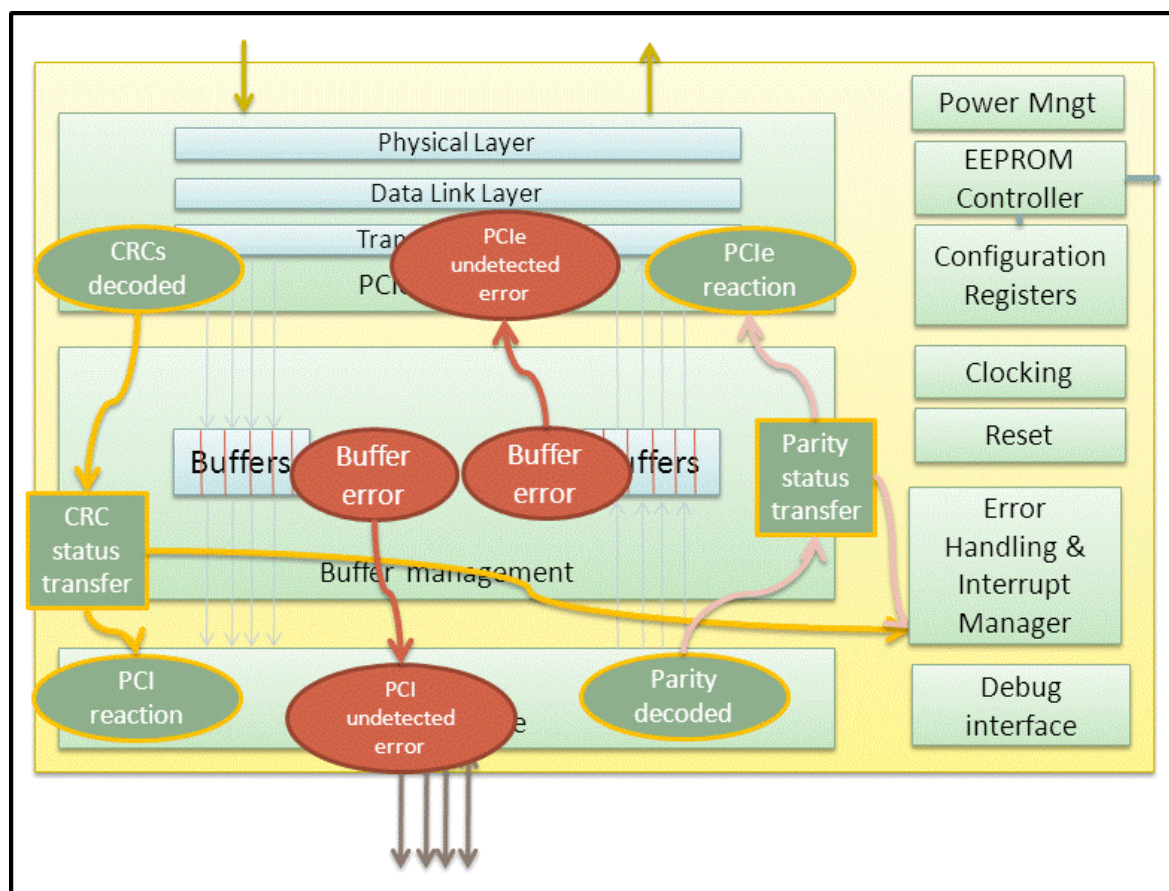 Physical Layer
Data Link Layer
CRCs
decoded
PCIe
undetected
error
PCIe
reaction
Buffers
Buffer
error
Buffer
error
Parity
status
transfer
CRC
status
transfer
Buffer management
PCI
reaction
PCI
undetected
error
Parity
decoded
Power Mngt
EEPROM
Controller
Configuration
Registers
Clocking
Reset
Error
Handling &
Interrupt
Manager
Debug
interface